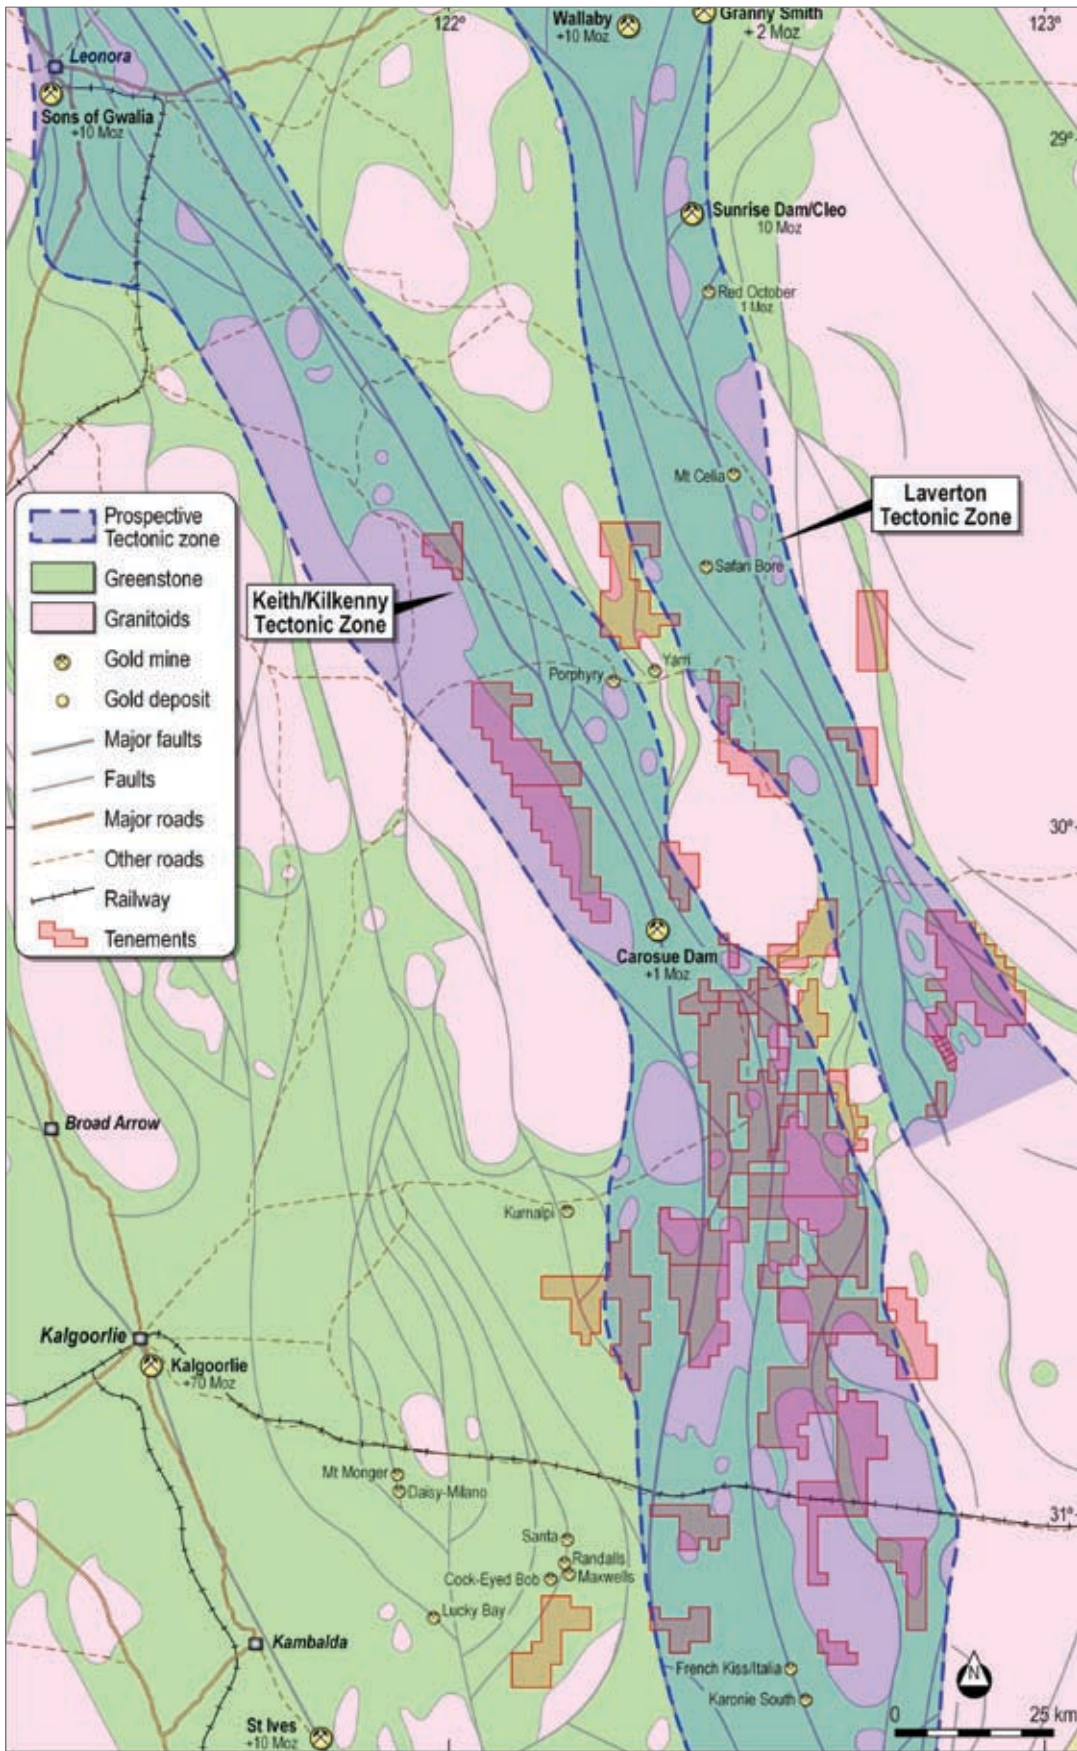 122°
Wallaby
+10 Moz
Granny Smith
+ 2 Moz
123°
Leonora
Sons of Gwalia
+10 Moz
29°
Sunrise Dam/Cleo
10 Moz
Red October
1 Moz
Mt Celia
Laverton
Tectonic Zone
Prospective
Tectonic zone
Greenstone
Granitoids
Gold mine
Gold deposit
Major faults
Faults
Major roads
Other roads
Railway
Tenements
Safari Bore
Keith/Kilkenny
Tectonic Zone
Yarri
Porphyry
30°
Carosue Dam
+1 Moz
Broad Arrow
Kurnalpi
Kalgoorlie
Kalgoorlie
+70 Moz
Mt Monger
Daisy-Milano
31°
Santa
Randalls
Maxwells
Cock-Eyed Bob
Lucky Bay
Kambalda
French Kiss/Italia
Karonie South
N
0 25 km
St Ives
+10 Moz